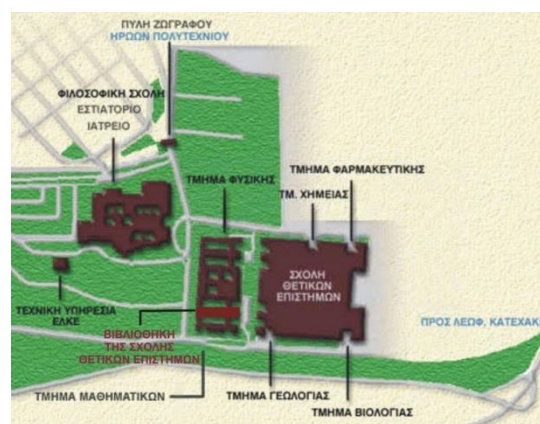 ΠΥΛΗ ΖΩΓΡΑΦΟΥ
ΗΡΩΩΝ ΠΟΛΥΤΕΧΝΙΟΥ
ΦΙΛΟΣΟΦΙΚΗ ΣΧΟΛΗ
ΕΣΤΙΑΤΟΡΙΟ
ΙΑΤΡΕΙΟ
ΤΜΗΜΑ ΦΥΣΙΚΗΣ
ΤΜΗΜΑ ΦΑΡΜΑΚΕΥΤΙΚΗΣ
ΤΜ. ΧΗΜΕΙΑΣ
ΣΧΟΛΗ
ΘΕΤΙΚΩΝ
ΕΠΙΣΤΗΜΩΝ
ΤΕΧΝΙΚΗ ΥΠΗΡΕΣΙΑ
ΕΛΚΕ
ΒΙΒΛΙΟΘΗΚΗ
ΤΗΣ ΣΧΟΛΗΣ
ΘΕΤΙΚΩΝ ΕΠΙΣΤΗΜΩΝ
ΠΡΟΣ ΛΕΩΦ. ΚΑΤΕΧΑΚ
ΤΜΗΜΑ ΜΑΘΗΜΑΤΙΚΩΝ
ΤΜΗΜΑ ΓΕΩΛΟΓΙΑΣ
ΤΜΗΜΑ ΒΙΟΛΟΓΙΑΣ